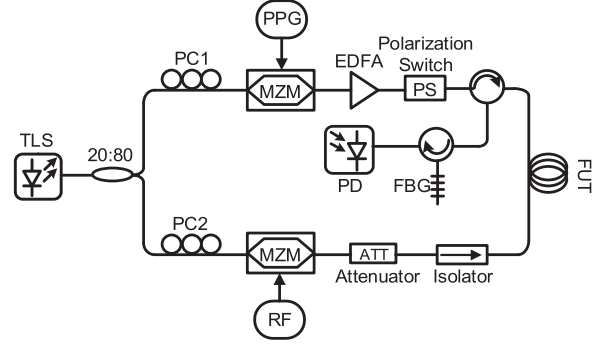 PPG
Polarization
Switch
PC1
EDFA
MZM
PS
TLS
20:80
PD
FBG
FUT
PC2
MZM
ATT
Attenuator
Isolator
RF